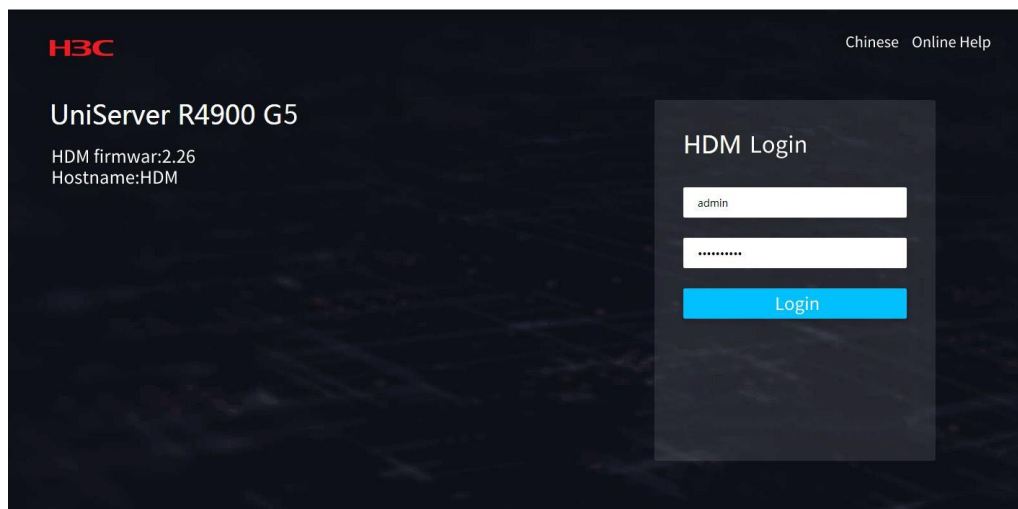 H3C
Chinese Online Help
UniServer R4900 G5
HDM firmwar:2.26
Hostname:HDM
HDM Login
admin
••••••••••
Login